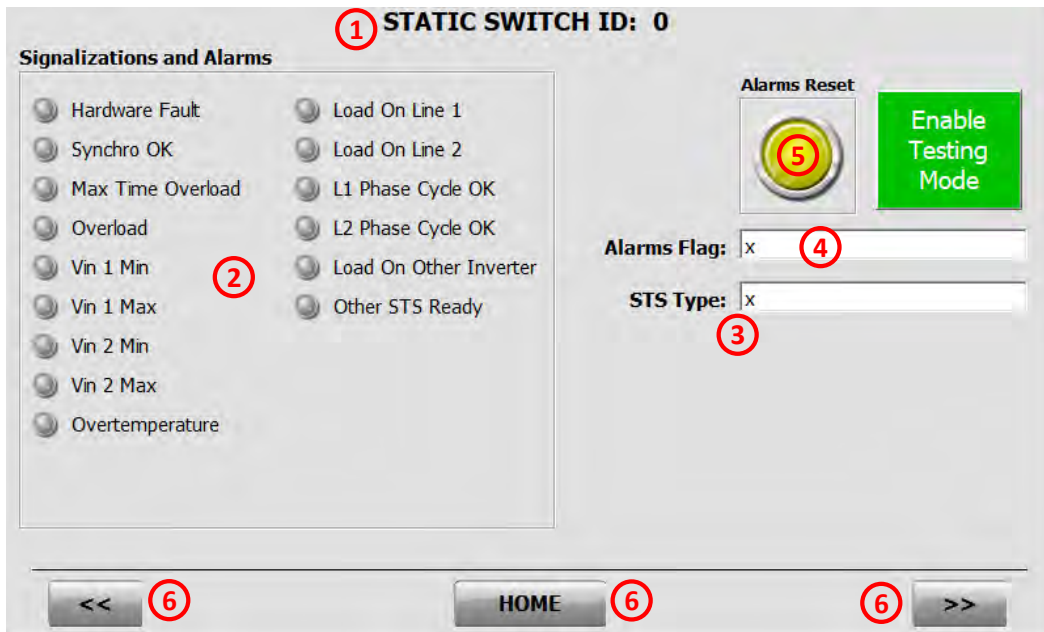 1 STATIC SWITCH ID: 0
Signalizations and Alarms
Hardware Fault
Synchro OK
Max Time Overload
Overload
Vin 1 Min
Vin 1 Max
Vin 2 Min
Vin 2 Max
Overtemperature
2
Load On Line 1
Load On Line 2
L1 Phase Cycle OK
L2 Phase Cycle OK
Load On Other Inverter
Other STS Ready
Alarms Reset
5
Enable
Testing
Mode
Alarms Flag: x 4
STS Type: x
3
<< 6 HOME 6 6 >>